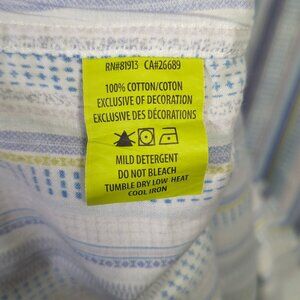 RN#81913 CA#26689
100% COTTON/COTON
EXCLUSIVE OF DECORATION
EXCLUSIVE DES DÉCORATIONS
MILD DETERGENT
DO NOT BLEACH
TUMBLE DRY LOW HEAT
COOL IRON